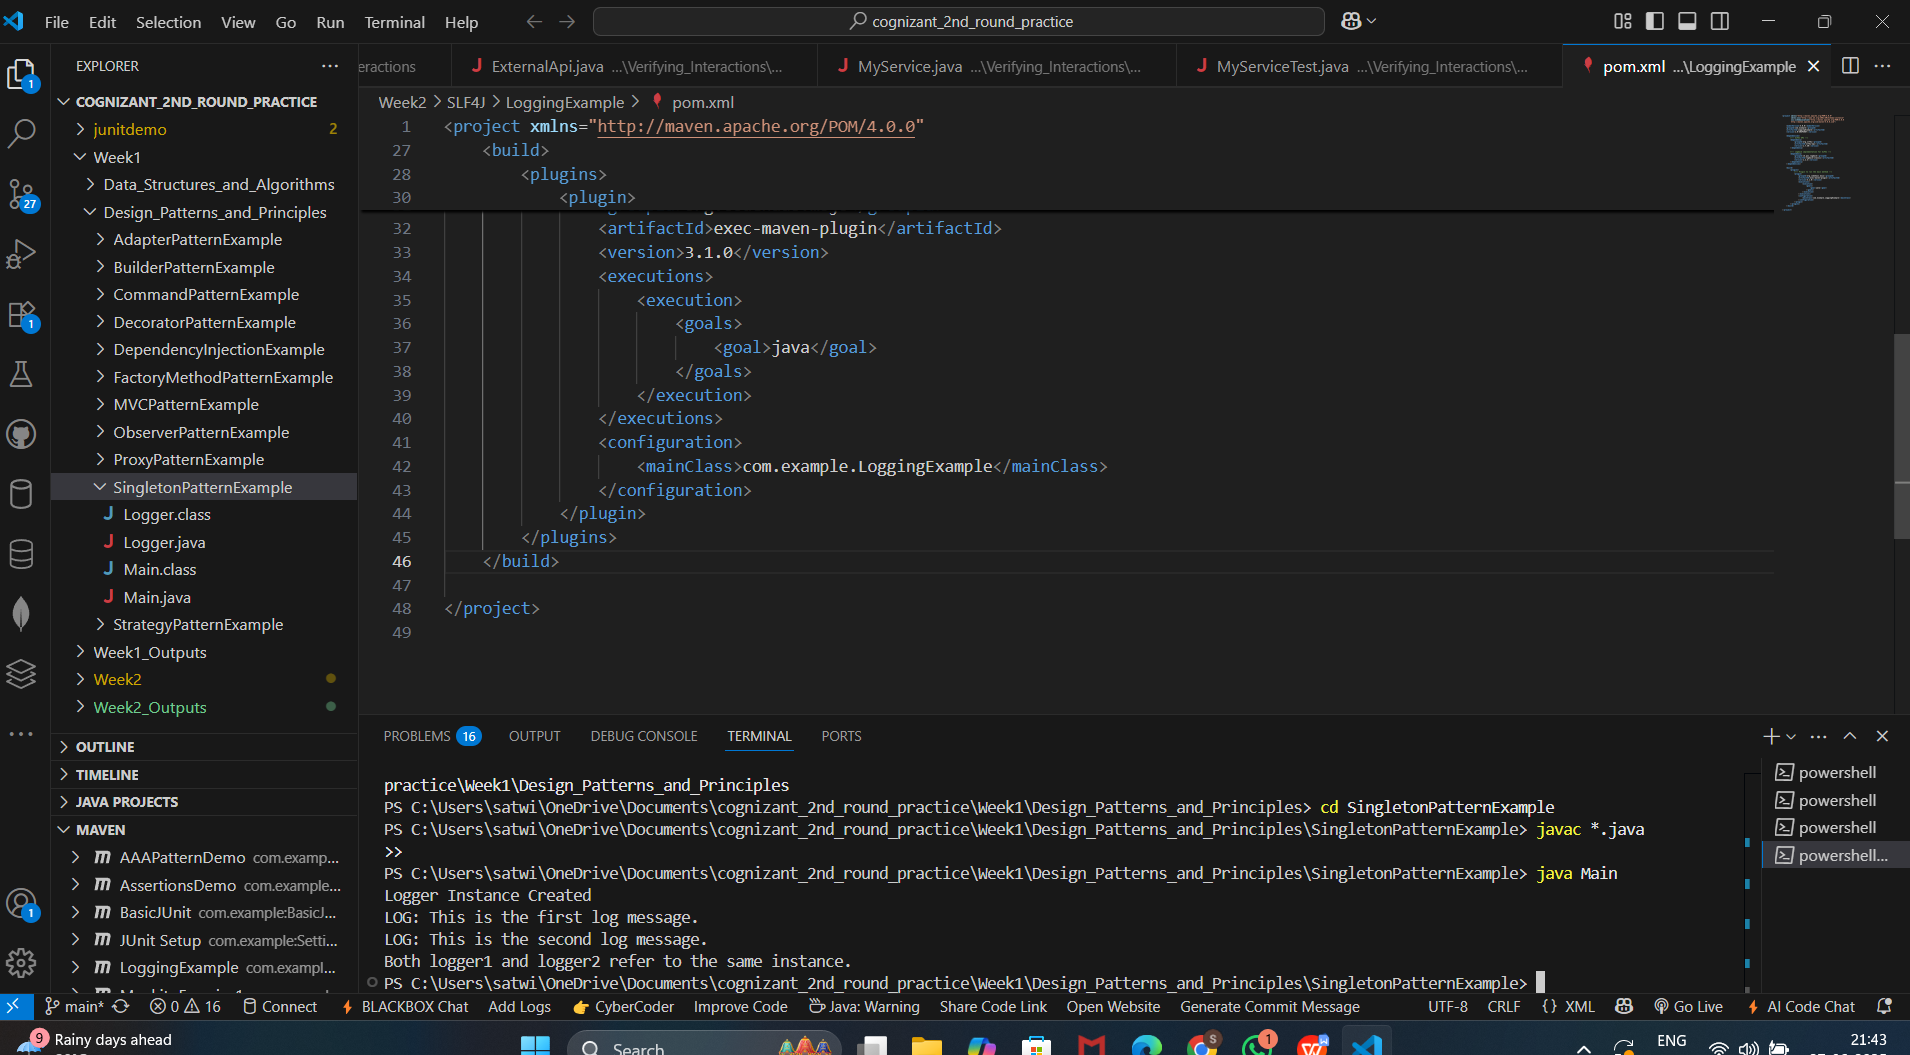 File Edit Selection View Go Run Terminal Help
cognizant_2nd_round_practice
EXPLORER
COGNIZANT_2ND_ROUND_PRACTICE
junitdemo 2
Week1
Data_Structures_and_Algorithms
Design_Patterns_and_Principles
AdapterPatternExample
BuilderPatternExample
CommandPatternExample
DecoratorPatternExample
DependencyInjectionExample
FactoryMethodPatternExample
MVCPatternExample
ObserverPatternExample
ProxyPatternExample
SingletonPatternExample
Logger.class
Logger.java
Main.class
Main.java
StrategyPatternExample
Week1_Outputs
Week2
Week2_Outputs
OUTLINE
TIMELINE
JAVA PROJECTS
MAVEN
AAAPatternDemo com.examp...
AssertionsDemo com.example...
BasicJUnit com.example:BasicJ...
JUnit Setup com.example:Setti...
LoggingExample com.exampl...
1
27
1
1
eractions
ExternalApi.java ...\Verifying_Interactions\...
MyService.java ...\Verifying_Interactions\...
MyServiceTest.java ...\Verifying_Interactions\...
pom.xml ...\LoggingExample
Week2 > SLF4J > LoggingExample > pom.xml
1 <project xmlns="http://maven.apache.org/POM/4.0.0"
27 <build>
28 <plugins>
30 <plugin>
32 <artifactId>exec-maven-plugin</artifactId>
33 <version>3.1.0</version>
34 <executions>
35 <execution>
36 <goals>
37 <goal>java</goal>
38 </goals>
39 </execution>
40 </executions>
41 <configuration>
42 <mainClass>com.example.LoggingExample</mainClass>
43 </configuration>
44 </plugin>
45 </plugins>
46 </build>
47
48 </project>
49
PROBLEMS 16 OUTPUT DEBUG CONSOLE TERMINAL PORTS
practice\Week1\Design_Patterns_and_Principles
PS C:\Users\satwi\OneDrive\Documents\cognizant_2nd_round_practice\Week1\Design_Patterns_and_Principles> cd SingletonPatternExample
PS C:\Users\satwi\OneDrive\Documents\cognizant_2nd_round_practice\Week1\Design_Patterns_and_Principles\SingletonPatternExample> javac *.java
>>
PS C:\Users\satwi\OneDrive\Documents\cognizant_2nd_round_practice\Week1\Design_Patterns_and_Principles\SingletonPatternExample> java Main
Logger Instance Created
LOG: This is the first log message.
LOG: This is the second log message.
Both logger1 and logger2 refer to the same instance.
PS C:\Users\satwi\OneDrive\Documents\cognizant_2nd_round_practice\Week1\Design_Patterns_and_Principles\SingletonPatternExample>
powershell
powershell
powershell
powershell...
main* 0 16 Connect BLACKBOX Chat Add Logs CyberCoder Improve Code Java: Warning Share Code Link Open Website Generate Commit Message UTF-8 CRLF {} XML Go Live AI Code Chat
9 Rainy days ahead
Search
S
1
ENG
21:43